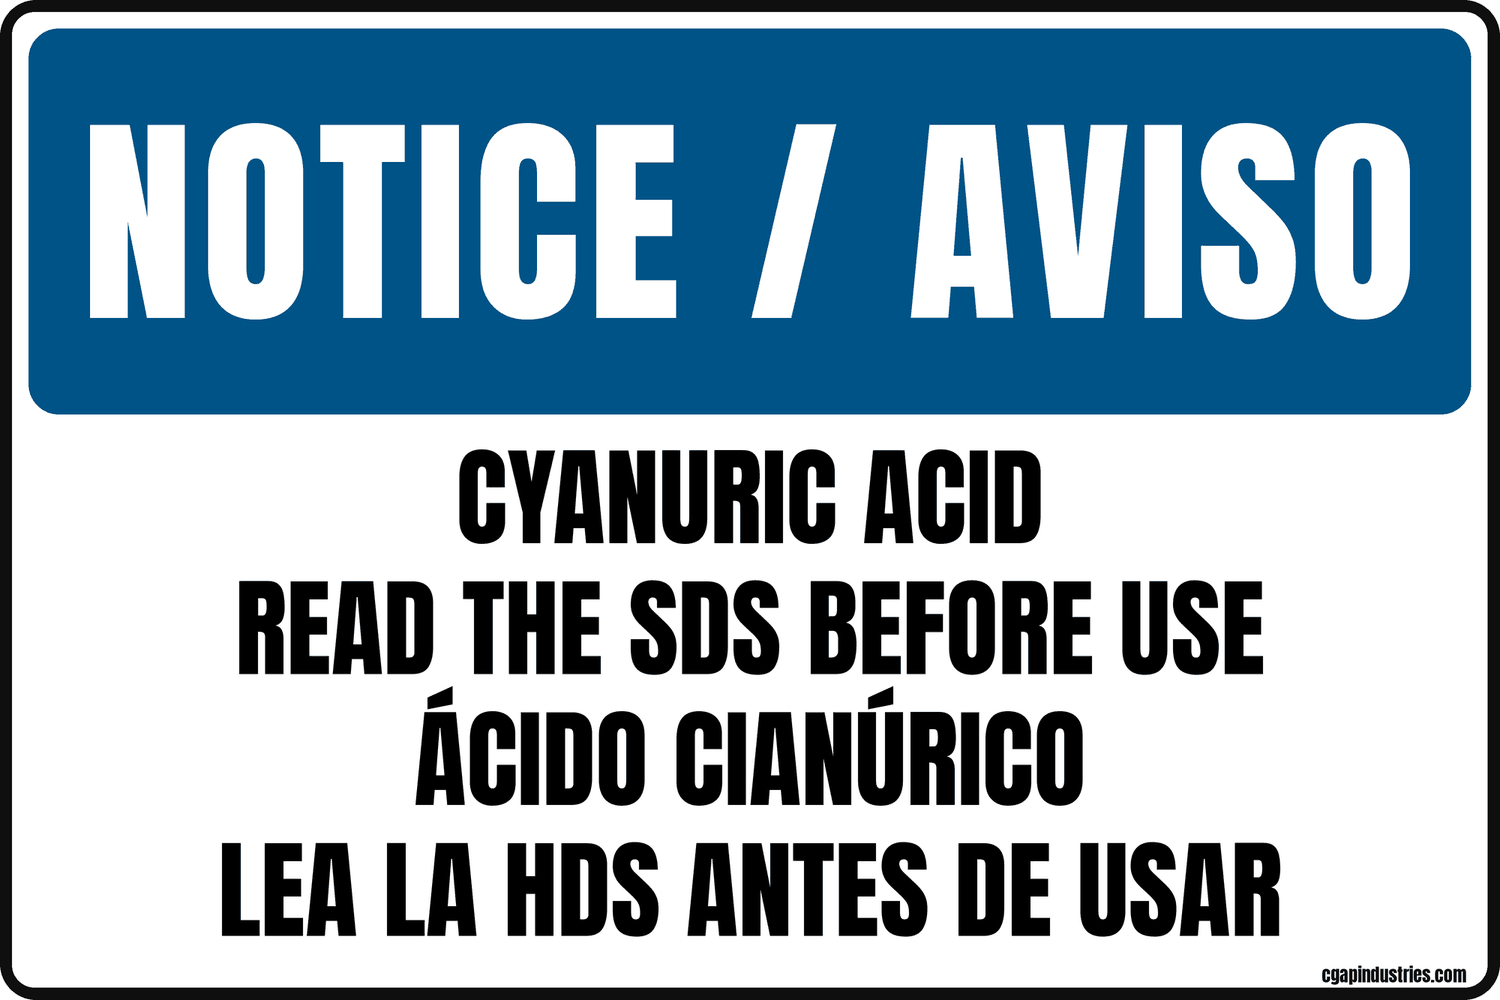 NOTICE / AVISO
CYANURIC ACID
READ THE SDS BEFORE USE
ÁCIDO CIANÚRICO
LEA LA HDS ANTES DE USAR
cgapindustries.com